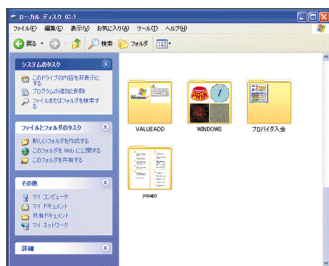 ローカル ディスク (C:)
ファイル(F) 編集(E) 表示(V) お気に入り(A) ツール(T) ヘルプ(H)
戻る 検索 フォルダ
システムのタスク
このドライブの内容を非表示にする
プログラムの追加と削除
ファイルまたはフォルダを検索する
ファイルとフォルダのタスク
新しいフォルダを作成する
このフォルダを Web に公開する
このフォルダを共有する
その他
マイ コンピュータ
マイ ドキュメント
共有ドキュメント
マイ ネットワーク
詳細
VALUEADD WINDOWS プロバイダ入会